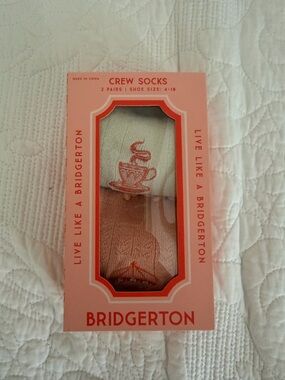 MADE IN CHINA
CREW SOCKS
2 PAIRS | SHOE SIZE: 4-10
LIVE LIKE A BRIDGERTON
LIVE LIKE A BRIDGERTON
BRIDGERTON